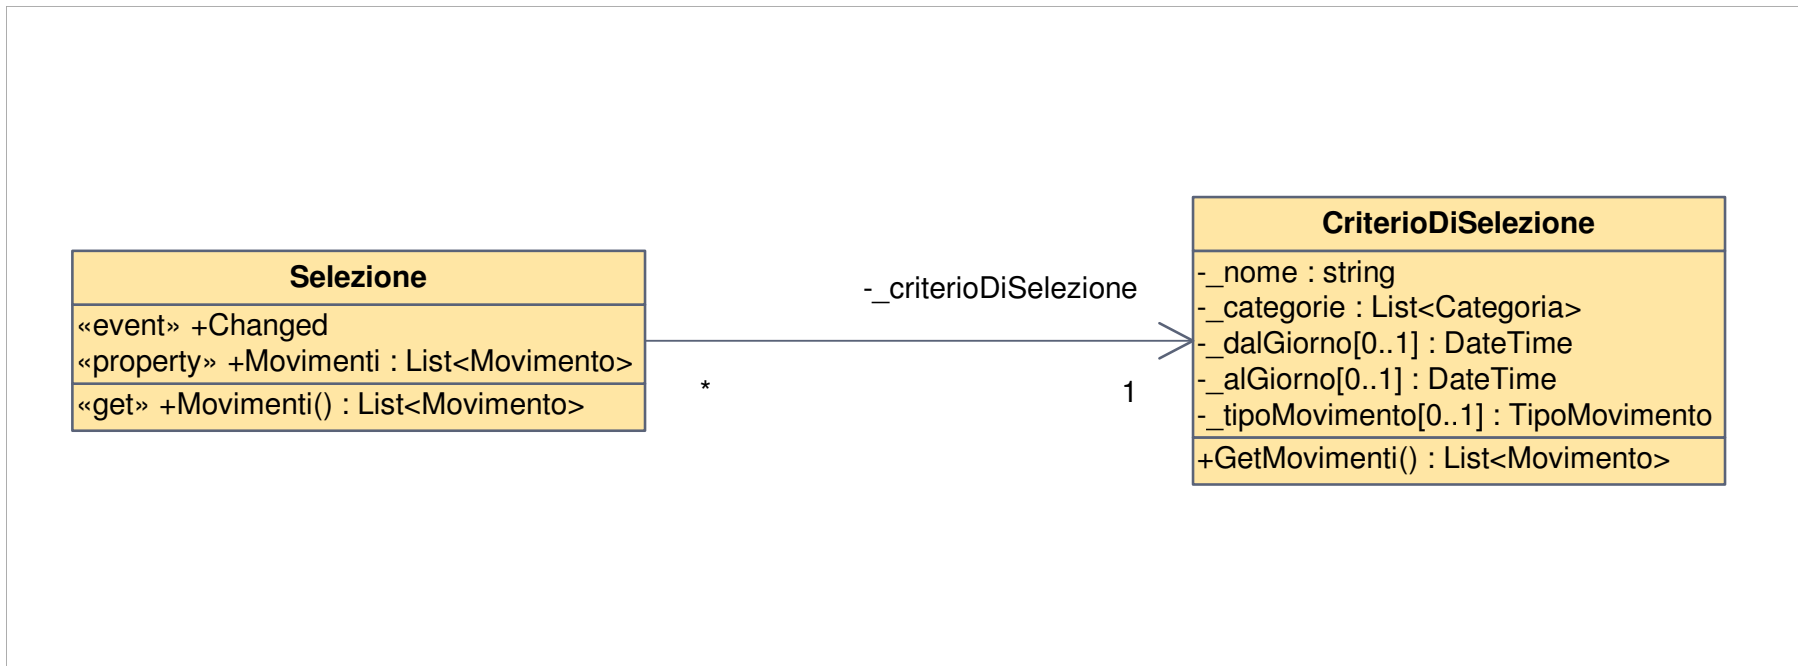 Selezione
«event» +Changed
«property» +Movimenti : List<Movimento>
«get» +Movimenti() : List<Movimento>
-_criterioDiSelezione
*
1
CriterioDiSelezione
-_nome : string
-_categorie : List<Categoria>
-_dalGiorno[0..1] : DateTime
-_alGiorno[0..1] : DateTime
-_tipoMovimento[0..1] : TipoMovimento
+GetMovimenti() : List<Movimento>